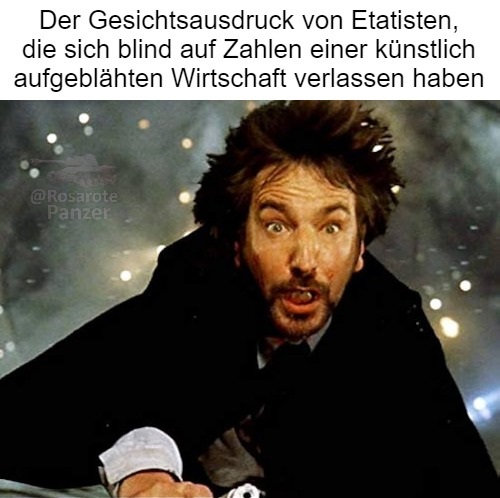 Der Gesichtsausdruck von Etatisten,
die sich blind auf Zahlen einer künstlich
aufgeblähten Wirtschaft verlassen haben
@Rosarote
Panzer